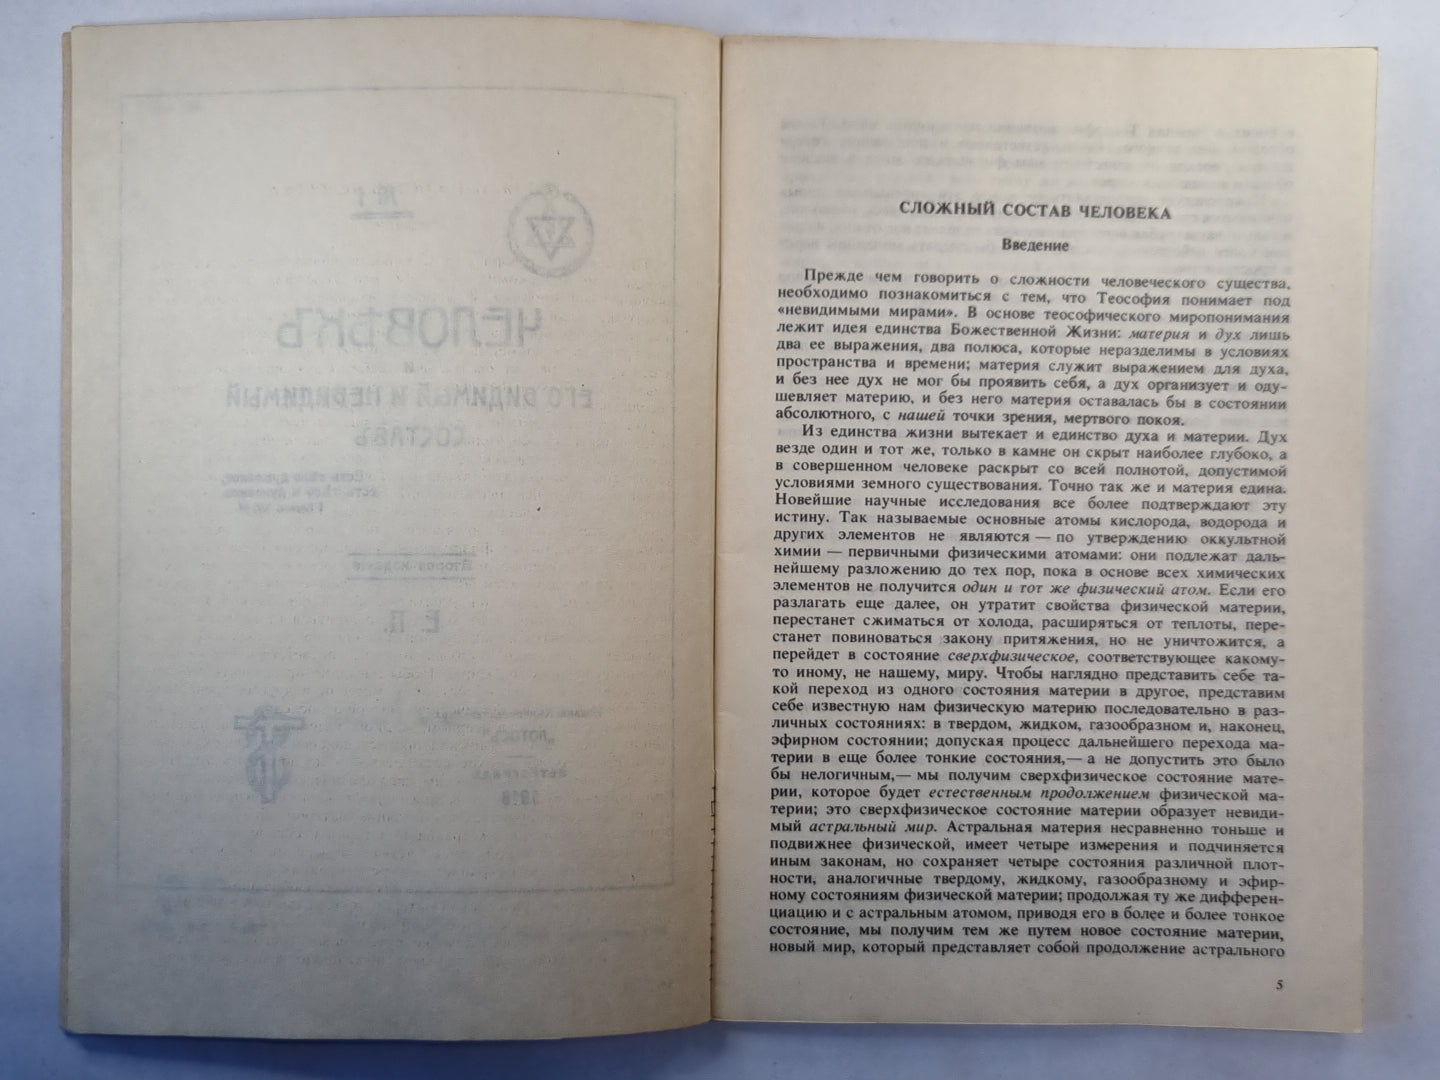 СЛОЖНЫЙ СОСТАВ ЧЕЛОВЕКА
Введение
Прежде чем говорить о сложности человеческого существа,
необходимо познакомиться с тем, что Теософия понимает под
«невидимыми мирами». В основе теософического миропонимания
лежит идея единства Божественной Жизни: материя и дух лишь
два ее выражения, два полюса, которые неразделимы в условиях
пространства и времени; материя служит выражением для духа,
и без нее дух не мог бы проявить себя, а дух организует и оду-
шевляет материю, и без него материя оставалась бы в состоянии
абсолютного, с нашей точки зрения, мертвого покоя.
Из единства жизни вытекает и единство духа и материи. Дух
везде один и тот же, только в камне он скрыт наиболее глубоко, а
в совершенном человеке раскрыт со всей полнотой, допустимой
условиями земного существования. Точно так же и материя едина.
Новейшие научные исследования все более подтверждают эту
истину. Так называемые основные атомы кислорода, водорода и
других элементов не являются — по утверждению оккультной
химии — первичными физическими атомами: они подлежат даль-
нейшему разложению до тех пор, пока в основе всех химических
элементов не получится один и тот же физический атом. Если его
разлагать еще далее, он утратит свойства физической материи,
перестанет сжиматься от холода, расширяться от теплоты, пере-
станет повиноваться закону притяжения, но не уничтожится, а
перейдет в состояние сверхфизическое, соответствующее какому-
то иному, не нашему, миру. Чтобы наглядно представить себе та-
кой переход из одного состояния материи в другое, представим
себе известную нам физическую материю последовательно в раз-
личных состояниях: в твердом, жидком, газообразном и, наконец,
эфирном состоянии; допуская процесс дальнейшего перехода ма-
терии в еще более тонкие состояния,— а не допустить это было
бы нелогичным,— мы получим сверхфизическое состояние мате-
рии, которое будет естественным продолжением физической ма-
терии; это сверхфизическое состояние материи образует невиди-
мый астральный мир. Астральная материя несравненно тоньше и
подвижнее физической, имеет четыре измерения и подчиняется
иным законам, но сохраняет четыре состояния различной плот-
ности, аналогичные твердому, жидкому, газообразному и эфир-
ному состояниям физической материи; продолжая ту же дифферен-
циацию и с астральным атомом, приводя его в более и более тонкое
состояние, мы получим тем же путем новое состояние материи,
новый мир, который представляет собой продолжение астрального
5